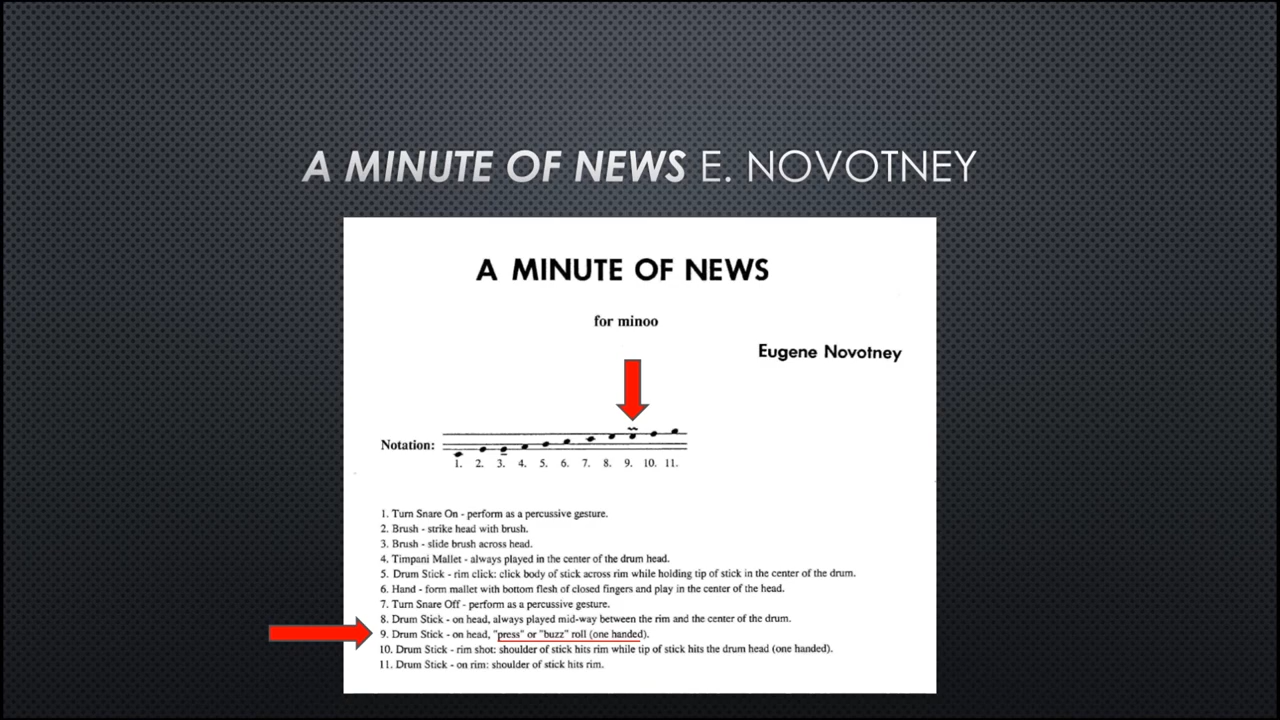 A MINUTE OF NEWS E. NOVOTNEY
A MINUTE OF NEWS
for minoo
Eugene Novotney
Notation:
1. 2. 3. 4. 5. 6. 7. 8. 9. 10. 11.
1. Turn Snare On - perform as a percussive gesture.
2. Brush - strike head with brush.
3. Brush - slide brush across head.
4. Timpani Mallet - always played in the center of the drum head.
5. Drum Stick - rim click: click body of stick across rim while holding tip of stick in the center of the drum.
6. Hand - form mallet with bottom flesh of closed fingers and play in the center of the head.
7. Turn Snare Off - perform as a percussive gesture.
8. Drum Stick - on head, always played mid-way between the rim and the center of the drum.
9. Drum Stick - on head, "press" or "buzz" roll (one handed).
10. Drum Stick - rim shot: shoulder of stick hits rim while tip of stick hits the drum head (one handed).
11. Drum Stick - on rim: shoulder of stick hits rim.